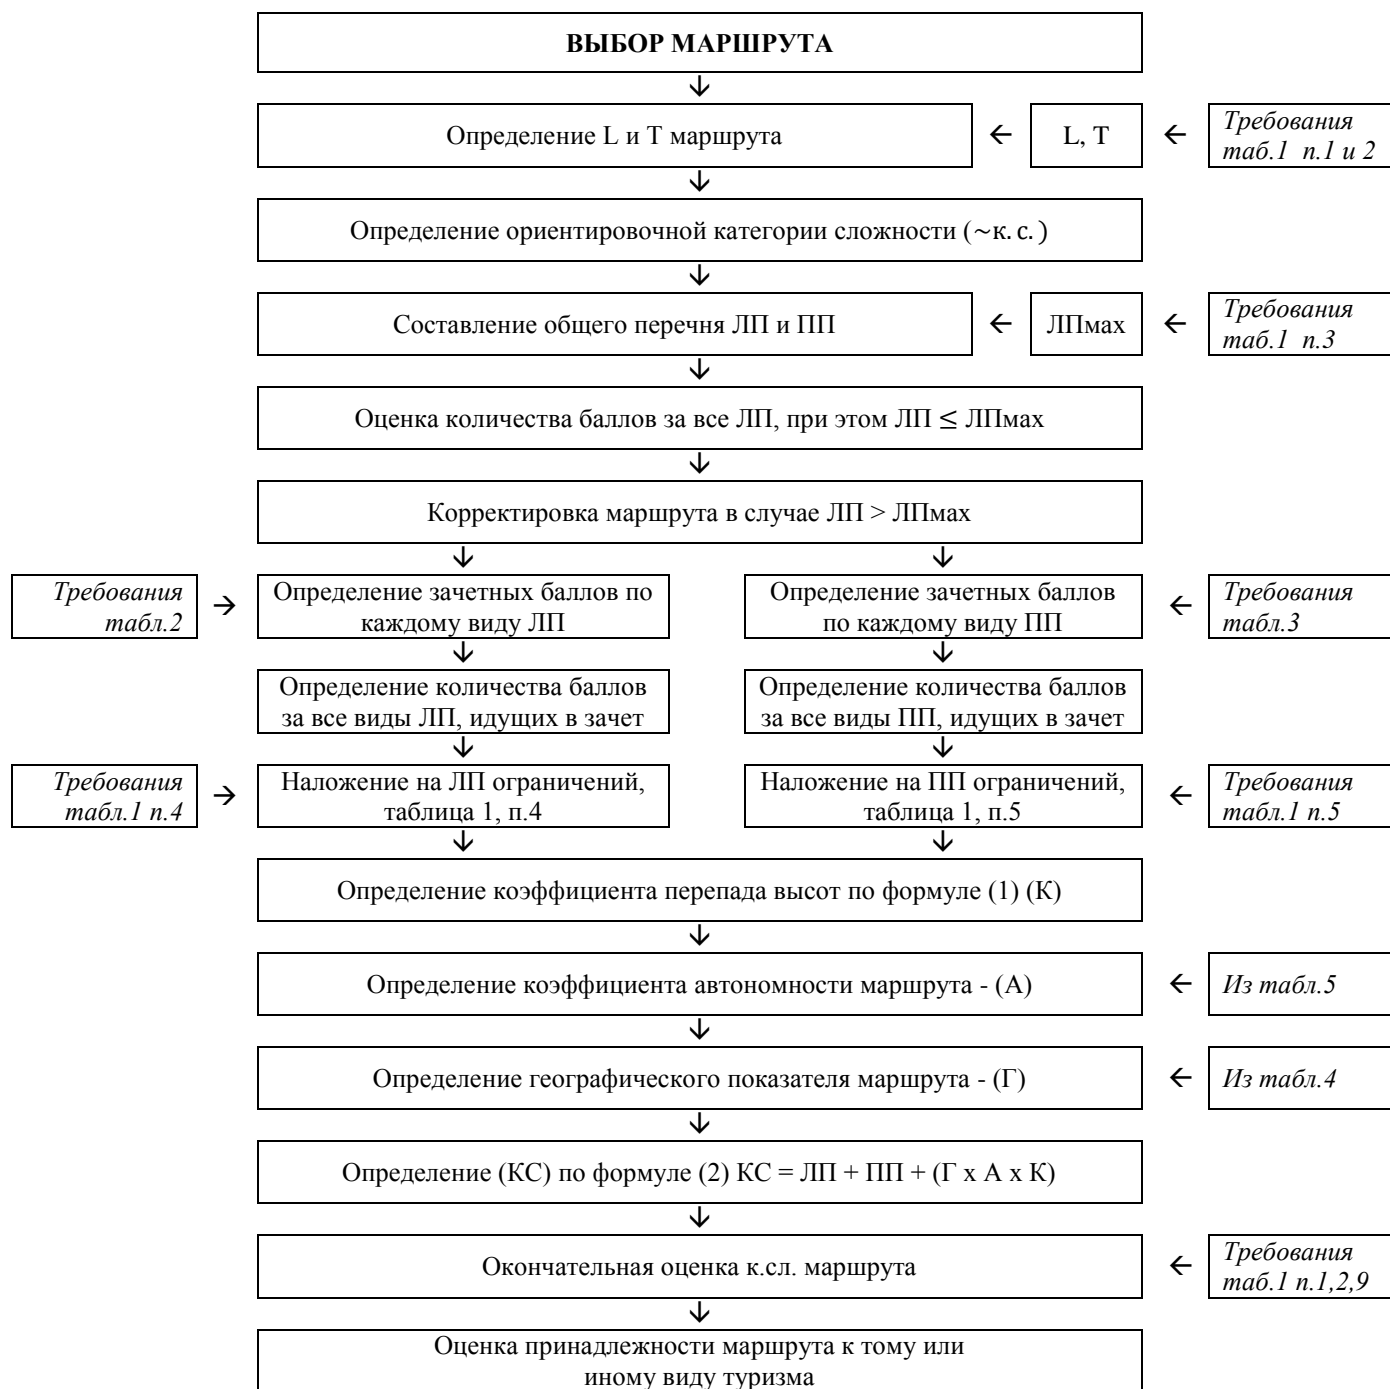 ВЫБОР МАРШРУТА
↓
Определение L и T маршрута
←
L, T
←
Требования
таб.1 п.1 и 2
↓
Определение ориентировочной категории сложности (~к. с. )
↓
Составление общего перечня ЛП и ПП
←
ЛПмах
←
Требования
таб.1 п.3
↓
Оценка количества баллов за все ЛП, при этом ЛП ≤ ЛПмах
↓
Корректировка маршрута в случае ЛП > ЛПмах
↓ ↓
Требования
табл.2
→
Определение зачетных баллов по
каждому виду ЛП
Определение зачетных баллов
по каждому виду ПП
←
Требования
табл.3
↓ ↓
Определение количества баллов
за все виды ЛП, идущих в зачет
Определение количества баллов
за все виды ПП, идущих в зачет
↓ ↓
Требования
табл.1 п.4
→
Наложение на ЛП ограничений,
таблица 1, п.4
Наложение на ПП ограничений,
таблица 1, п.5
←
Требования
табл.1 п.5
↓ ↓
Определение коэффициента перепада высот по формуле (1) (К)
↓
Определение коэффициента автономности маршрута - (А)
←
Из табл.5
↓
Определение географического показателя маршрута - (Г)
←
Из табл.4
↓
Определение (КС) по формуле (2) КС = ЛП + ПП + (Г х А х К)
↓
Окончательная оценка к.сл. маршрута
←
Требования
таб.1 п.1,2,9
↓
Оценка принадлежности маршрута к тому или
иному виду туризма